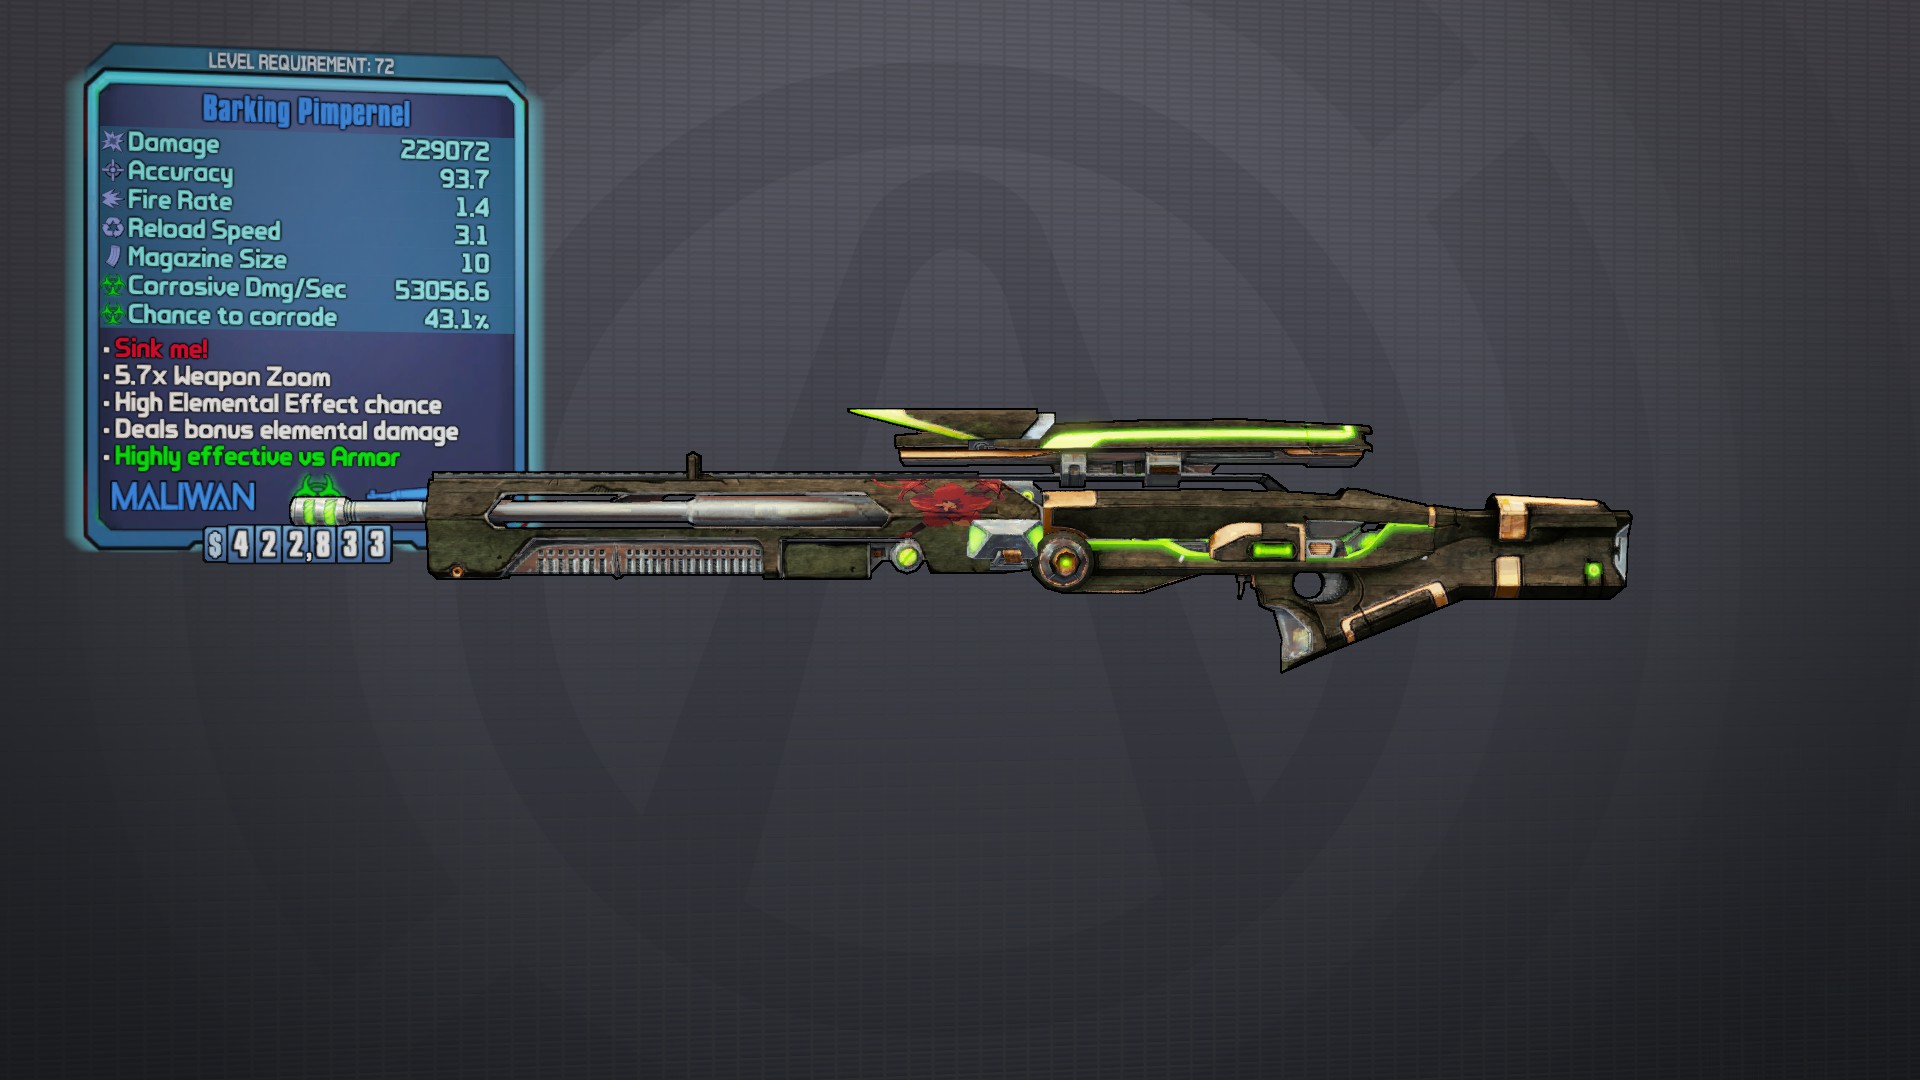 LEVEL REQUIREMENT: 72
Barking Pimpernel
Damage 229072
Accuracy 93.7
Fire Rate 1.4
Reload Speed 3.1
Magazine Size 10
Corrosive Dmg/Sec 53056.6
Chance to corrode 43.1%
• Sink me!
• 5.7x Weapon Zoom
• High Elemental Effect chance
• Deals bonus elemental damage
• Highly effective vs Armor
MALIWAN
$422,833